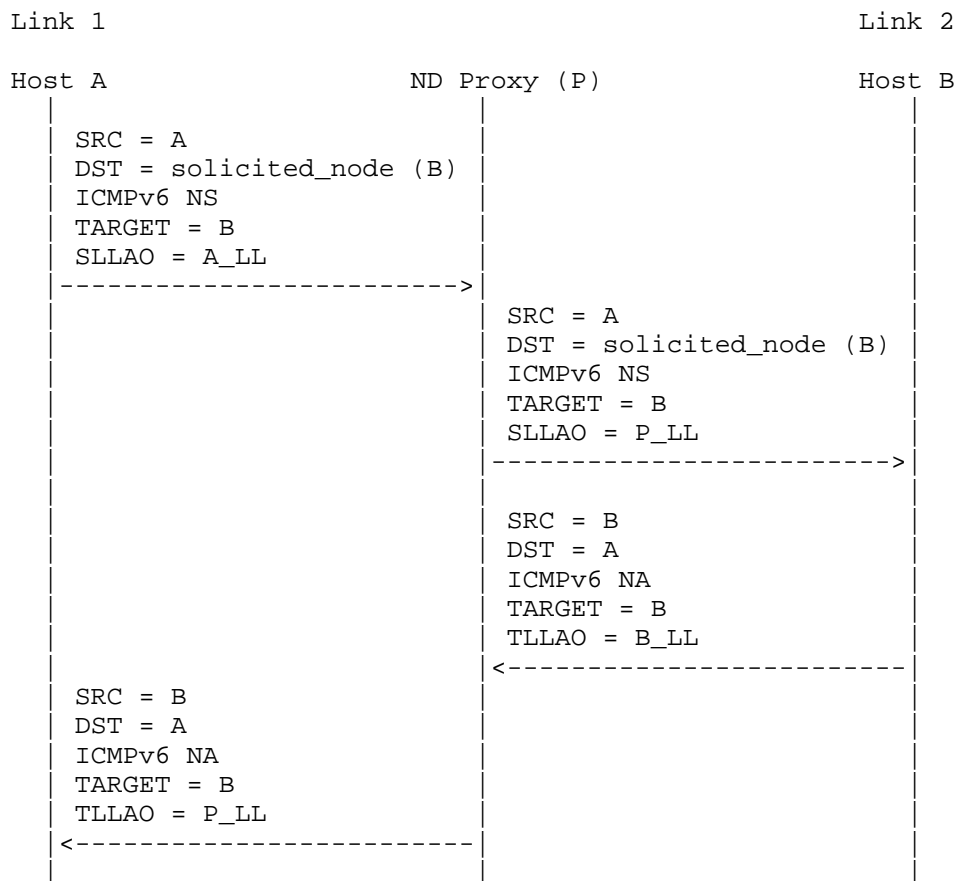 Link 1 Link 2
Host A ND Proxy (P) Host B
SRC = A
DST = solicited_node (B)
ICMPv6 NS
TARGET = B
SLLAO = A_LL
SRC = A
DST = solicited_node (B)
ICMPv6 NS
TARGET = B
SLLAO = P_LL
SRC = B
DST = A
ICMPv6 NA
TARGET = B
TLLAO = B_LL
SRC = B
DST = A
ICMPv6 NA
TARGET = B
TLLAO = P_LL